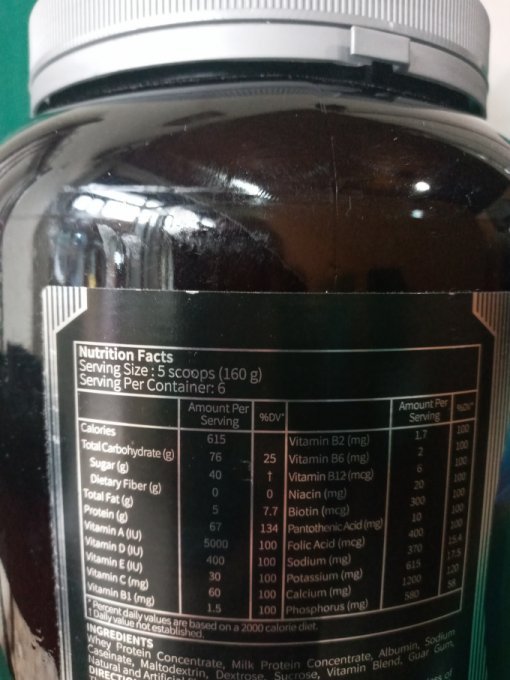 Nutrition Facts
Serving Size : 5 scoops (160 g)
Serving Per Container: 6
Amount Per Serving %DV* Amount Per Serving %DV*
Calories 615 Vitamin B2 (mg) 1.7 100
Total Carbohydrate (g) 76 25 Vitamin B6 (mg) 2 100
Sugar (g) 40 † Vitamin B12 (mcg) 6 100
Dietary Fiber (g) 0 0 Niacin (mg) 20 100
Total Fat (g) 5 7.7 Biotin (mcg) 300 100
Protein (g) 67 134 Pantothenic Acid (mg) 10 100
Vitamin A (IU) 5000 100 Folic Acid (mcg) 400 100
Vitamin D (IU) 400 100 Sodium (mg) 370 15.4
Vitamin E (IU) 30 100 Potassium (mg) 615 17.5
Vitamin C (mg) 60 100 Calcium (mg) 1200 120
Vitamin B1 (mg) 1.5 100 Phosphorus (mg) 580 58
* Percent daily values are based on a 2000 calorie diet.
† Daily value not established.
INGREDIENTS
Whey Protein Concentrate, Milk Protein Concentrate, Albumin, Sodium
Caseinate, Maltodextrin, Dextrose, Sucrose, Vitamin Blend, Guar Gum,
Natural and Artificial